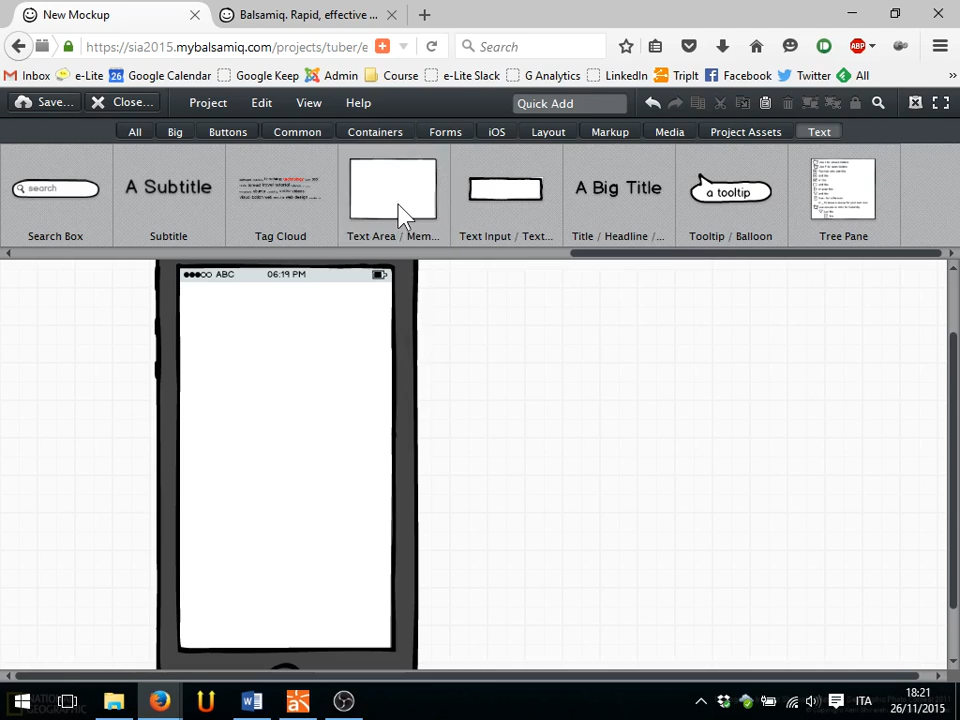 New Mockup
Balsamiq. Rapid, effective ...
https://sia2015.mybalsamiq.com/projects/tuber/e
Search
ABP
Inbox
e-Lite
26
Google Calendar
Google Keep
Admin
Course
e-Lite Slack
G Analytics
LinkedIn
TripIt
Facebook
Twitter
All
Save...
Close...
Project
Edit
View
Help
Quick Add
All
Big
Buttons
Common
Containers
Forms
iOS
Layout
Markup
Media
Project Assets
Text
search
A Subtitle
A Big Title
a tooltip
Search Box
Subtitle
Tag Cloud
Text Area / Mem...
Text Input / Text...
Title / Headline /...
Tooltip / Balloon
Tree Pane
ABC
06:19 PM
ITA
18:21
26/11/2015